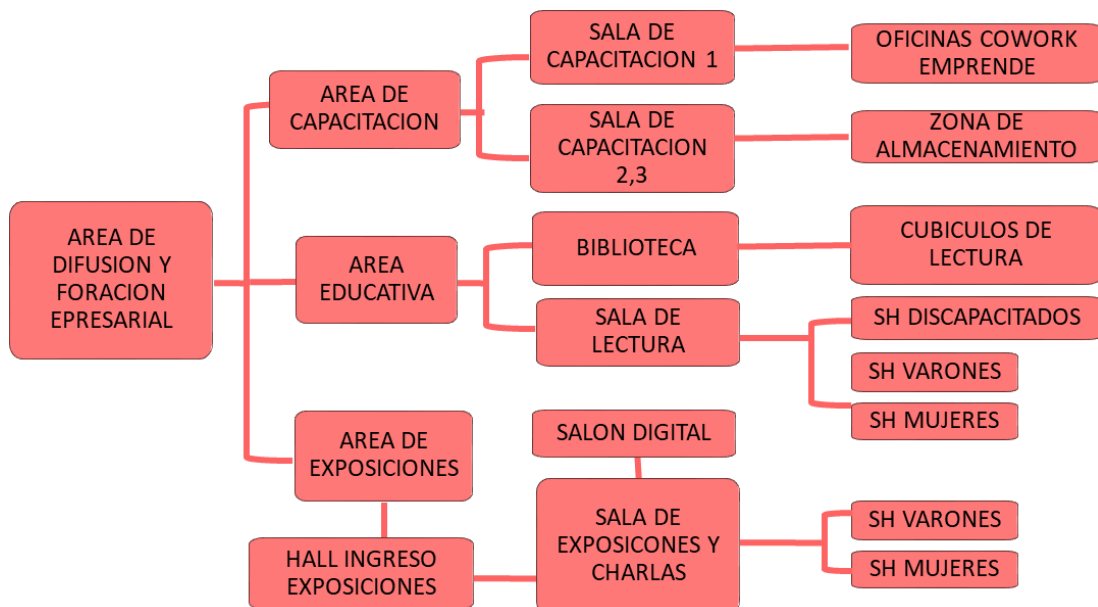 AREA DE
DIFUSION Y
FORACION
EPRESARIAL
AREA DE
CAPACITACION
SALA DE
CAPACITACION 1
OFICINAS COWORK
EMPRENDE
SALA DE
CAPACITACION
2,3
ZONA DE
ALMACENAMIENTO
AREA
EDUCATIVA
BIBLIOTECA
CUBICULOS DE
LECTURA
SALA DE
LECTURA
SH DISCAPACITADOS
SH VARONES
SH MUJERES
AREA DE
EXPOSICIONES
HALL INGRESO
EXPOSICIONES
SALON DIGITAL
SALA DE
EXPOSICONES Y
CHARLAS
SH VARONES
SH MUJERES